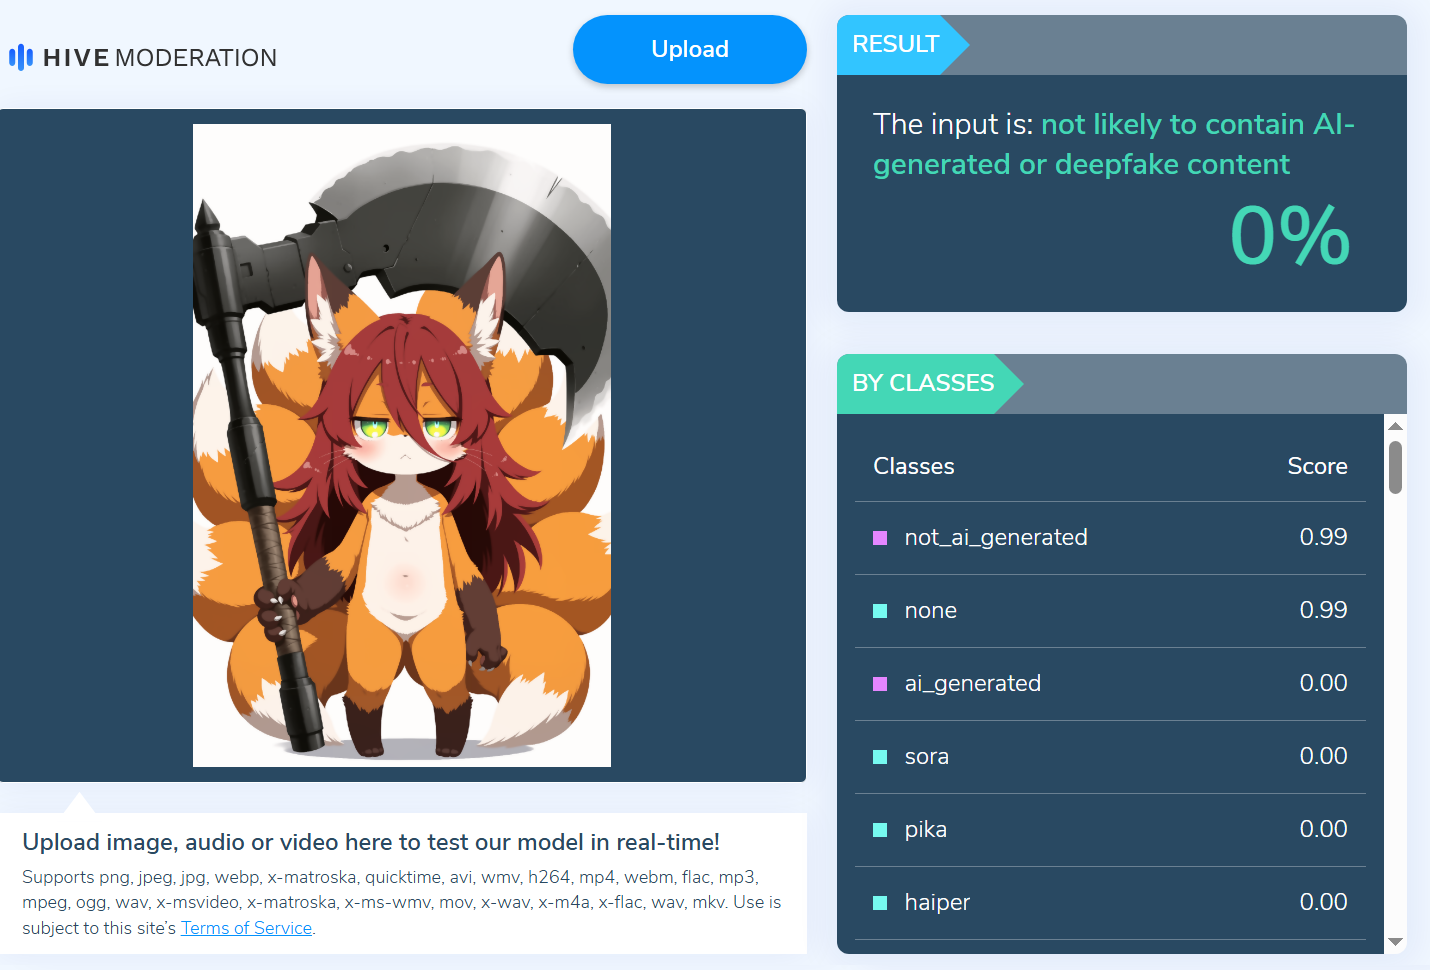 HIVE MODERATION
Upload
Upload image, audio or video here to test our model in real-time!
Supports png, jpeg, jpg, webp, x-matroska, quicktime, avi, wmv, h264, mp4, webm, flac, mp3,
mpeg, ogg, wav, x-msvideo, x-matroska, x-ms-wmv, mov, x-wav, x-m4a, x-flac, wav, mkv. Use is
subject to this site’s Terms of Service.
RESULT
The input is: not likely to contain AI-
generated or deepfake content
0%
BY CLASSES
Classes Score
not_ai_generated 0.99
none 0.99
ai_generated 0.00
sora 0.00
pika 0.00
haiper 0.00